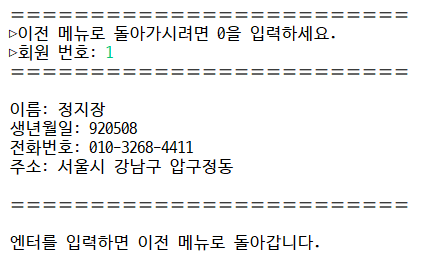 ==========================
▷이전 메뉴로 돌아가시려면 0을 입력하세요.
▷회원 번호: 1
==========================
이름: 정지장
생년월일: 920508
전화번호: 010-3268-4411
주소: 서울시 강남구 압구정동
==========================
엔터를 입력하면 이전 메뉴로 돌아갑니다.